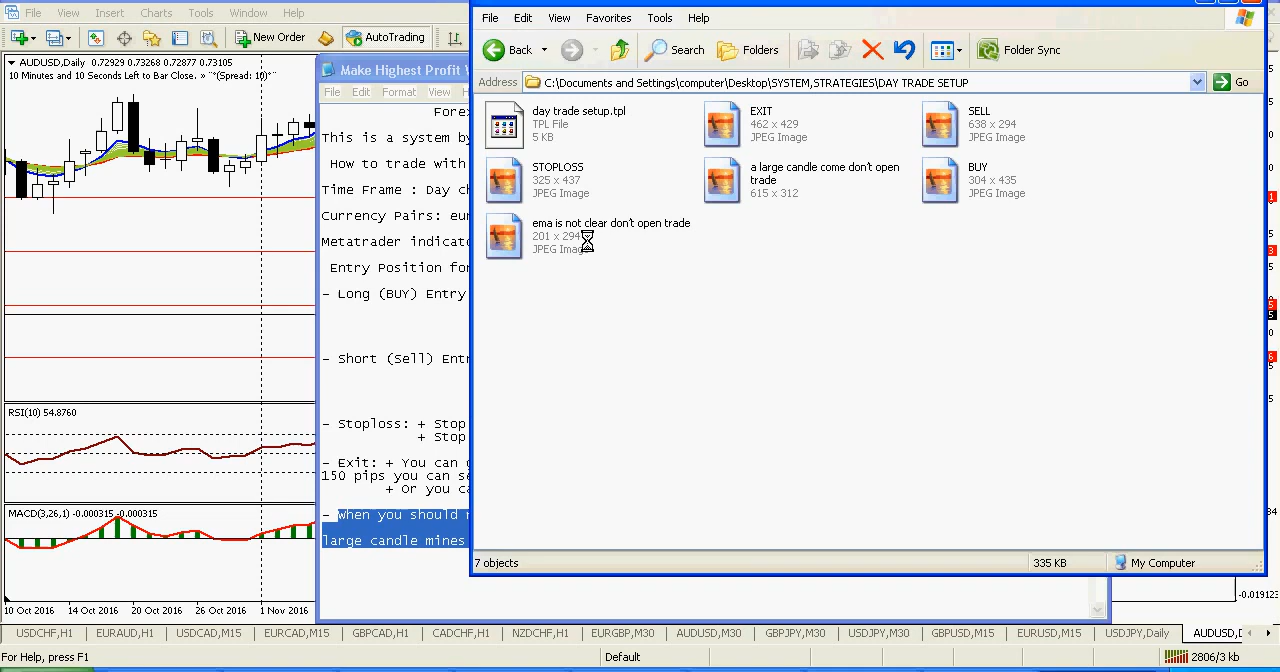 File View Insert Charts Tools Window Help
New Order AutoTrading
AUDUSD,Daily
10 Minutes and 10 Seconds Left to Bar Close. » "*(Spread: 10)*"
RSI(10) 54.8760
MACD(3,26,1) -0.000315 -0.000315
10 Oct 2016 14 Oct 2016 20 Oct 2016 26 Oct 2016 1 Nov 2016
Make Highest Profit
File Edit Format View
Forex
This is a system by
How to trade with
Time Frame : Day ch
Currency Pairs: eur
Metatrader indicato
Entry Position for
- Long (BUY) Entry
- Short (Sell) Entr
- Stoploss: + Stop
+ Stop
- Exit: + You can
150 pips you can se
+ Or you ca
- When you should
large candle mines
File Edit View Favorites Tools Help
Back Search Folders Folder Sync
Address C:\Documents and Settings\computer\Desktop\SYSTEM,STRATEGIES\DAY TRADE SETUP Go
day trade setup.tpl
TPL File
5 KB
EXIT
462 x 429
JPEG Image
SELL
638 x 294
JPEG Image
STOPLOSS
325 x 437
JPEG Image
a large candle come don't open
trade
615 x 312
BUY
304 x 435
JPEG Image
ema is not clear don't open trade
201 x 294
JPEG Image
7 objects 335 KB My Computer
-0.019123
USDCHF,H1 EURAUD,H1 USDCAD,M15 EURCAD,M15 GBPCAD,H1 CADCHF,H1 NZDCHF,H1 EURGBP,M30 AUDUSD,M30 GBPJPY,M30 USDJPY,M30 GBPUSD,M15 EURUSD,M15 USDJPY,Daily AUDUSD,D
For Help, press F1 Default 2806/3 kb